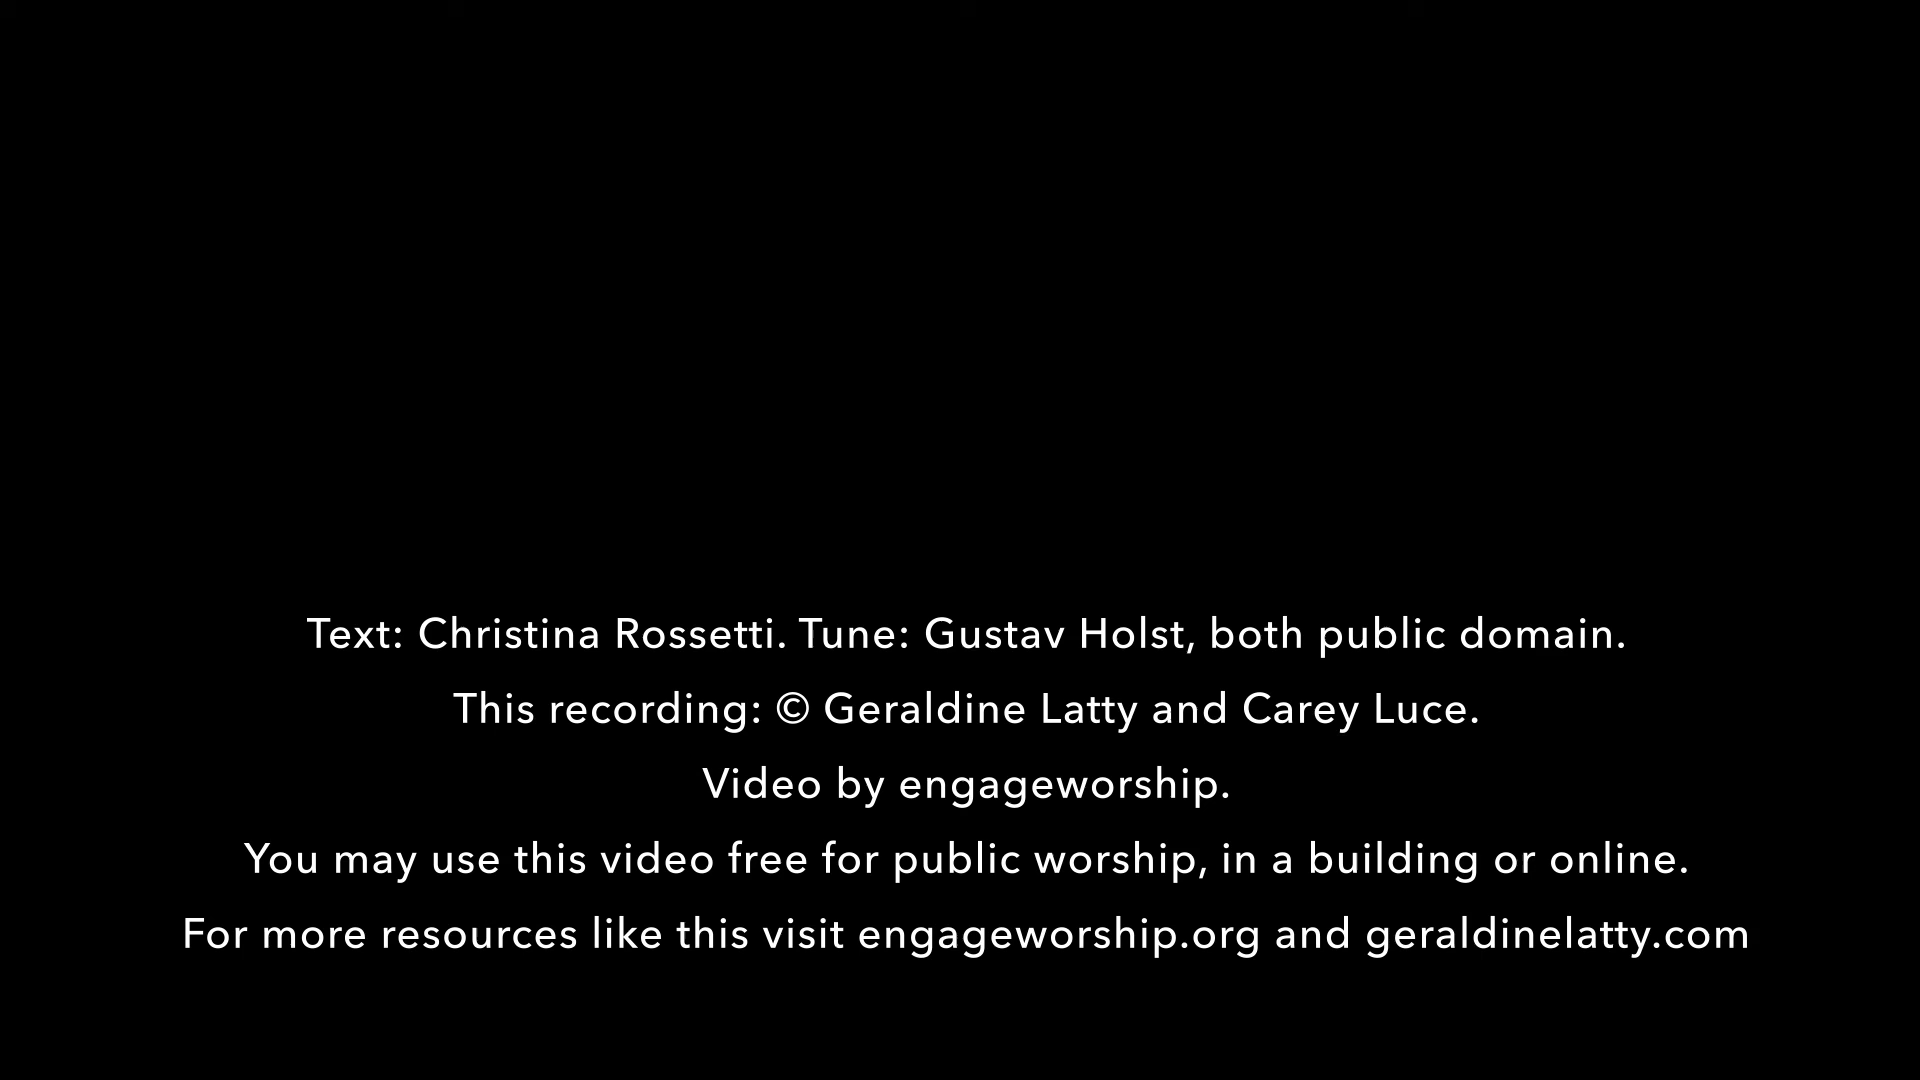 Text: Christina Rossetti. Tune: Gustav Holst, both public domain.
This recording: © Geraldine Latty and Carey Luce.
Video by engageworship.
You may use this video free for public worship, in a building or online.
For more resources like this visit engageworship.org and geraldinelatty.com